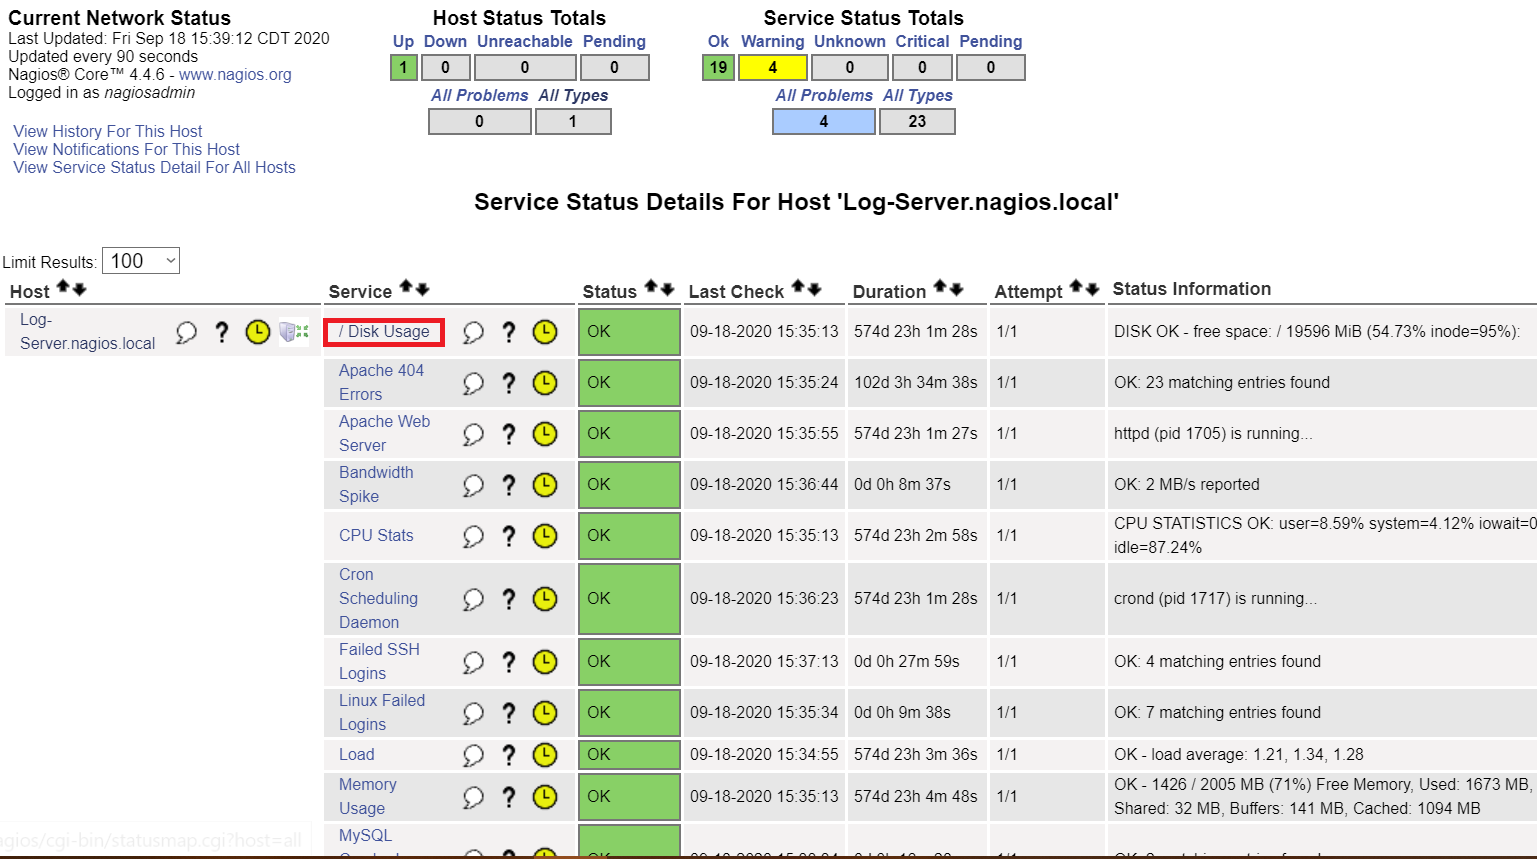 Current Network Status
Last Updated: Fri Sep 18 15:39:12 CDT 2020
Updated every 90 seconds
Nagios® Core™ 4.4.6 - www.nagios.org
Logged in as nagiosadmin
View History For This Host
View Notifications For This Host
View Service Status Detail For All Hosts
Host Status Totals
Up Down Unreachable Pending
1 0 0 0
All Problems All Types
0 1
Service Status Totals
Ok Warning Unknown Critical Pending
19 4 0 0 0
All Problems All Types
4 23
Service Status Details For Host 'Log-Server.nagios.local'
Limit Results: 100
Host Service Status Last Check Duration Attempt Status Information
Log-
Server.nagios.local
/ Disk Usage ? OK 09-18-2020 15:35:13 574d 23h 1m 28s 1/1 DISK OK - free space: / 19596 MiB (54.73% inode=95%):
Apache 404
Errors
? OK 09-18-2020 15:35:24 102d 3h 34m 38s 1/1 OK: 23 matching entries found
Apache Web
Server
? OK 09-18-2020 15:35:55 574d 23h 1m 27s 1/1 httpd (pid 1705) is running...
Bandwidth
Spike
? OK 09-18-2020 15:36:44 0d 0h 8m 37s 1/1 OK: 2 MB/s reported
CPU Stats ? OK 09-18-2020 15:35:13 574d 23h 2m 58s 1/1 CPU STATISTICS OK: user=8.59% system=4.12% iowait=0
idle=87.24%
Cron
Scheduling
Daemon
? OK 09-18-2020 15:36:23 574d 23h 1m 28s 1/1 crond (pid 1717) is running...
Failed SSH
Logins
? OK 09-18-2020 15:37:13 0d 0h 27m 59s 1/1 OK: 4 matching entries found
Linux Failed
Logins
? OK 09-18-2020 15:35:34 0d 0h 9m 38s 1/1 OK: 7 matching entries found
Load ? OK 09-18-2020 15:34:55 574d 23h 3m 36s 1/1 OK - load average: 1.21, 1.34, 1.28
Memory
Usage
? OK 09-18-2020 15:35:13 574d 23h 4m 48s 1/1 OK - 1426 / 2005 MB (71%) Free Memory, Used: 1673 MB,
Shared: 32 MB, Buffers: 141 MB, Cached: 1094 MB
MySQL
agios/cgi-bin/statusmap.cgi?host=all